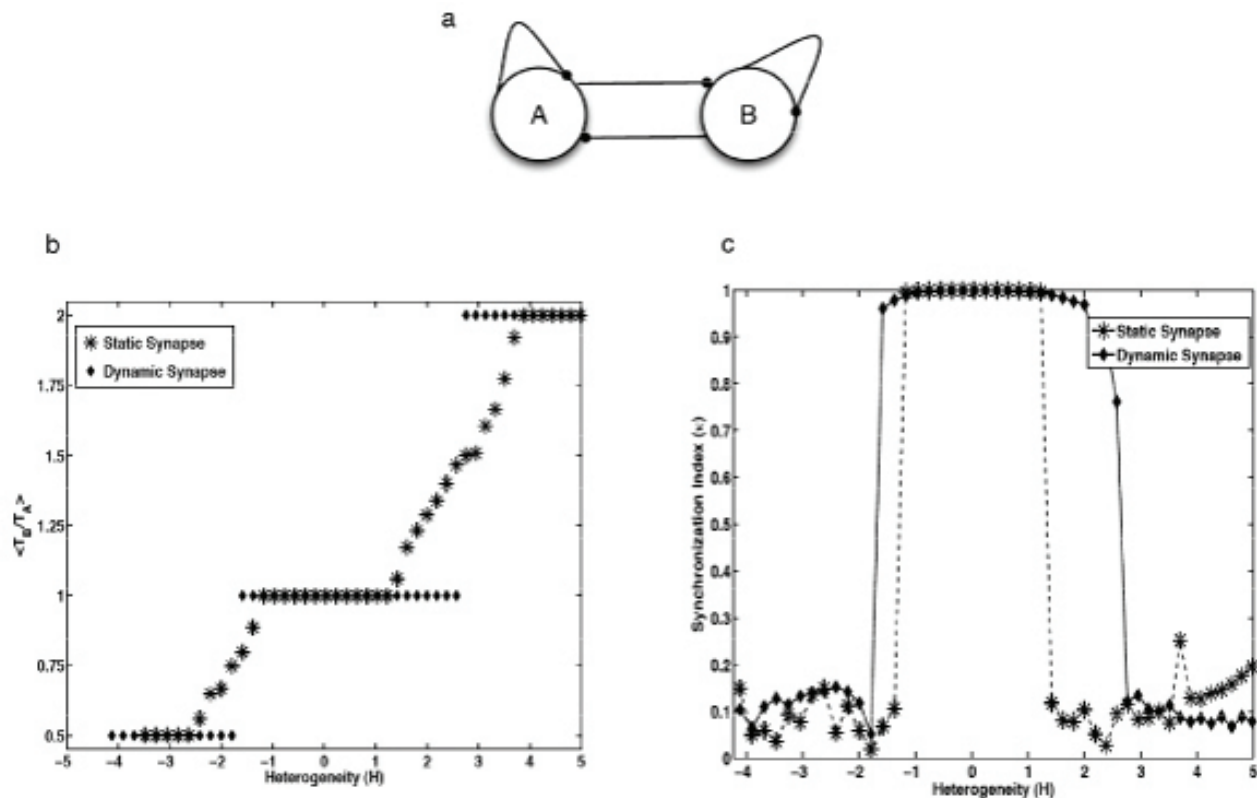 a
A
B
b
2
1.75
1.5
1.25
1
0.75
0.5
<T_B/T_A>
Static Synapse
Dynamic Synapse
−5 −4 −3 −2 −1 0 1 2 3 4 5
Heterogeneity (H)
c
1
0.9
0.8
0.7
0.6
0.5
0.4
0.3
0.2
0.1
0
Synchronization Index (κ)
Static Synapse
Dynamic Synapse
−4 −3 −2 −1 0 1 2 3 4 5
Heterogeneity (H)